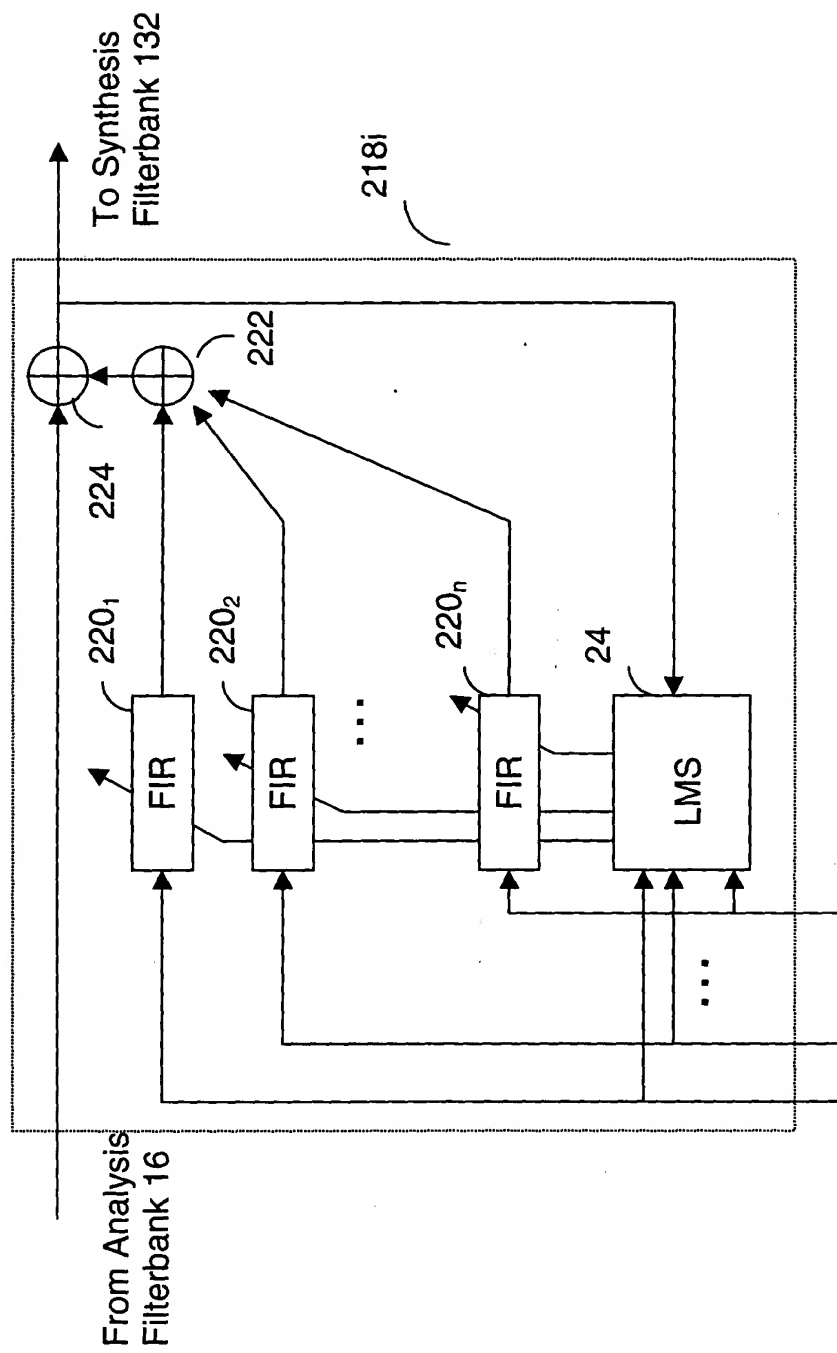 From Analysis
Filterbank 16
To Synthesis
Filterbank 132
218i
224
222
220₁
FIR
220₂
FIR
...
220ₙ
FIR
24
LMS
...